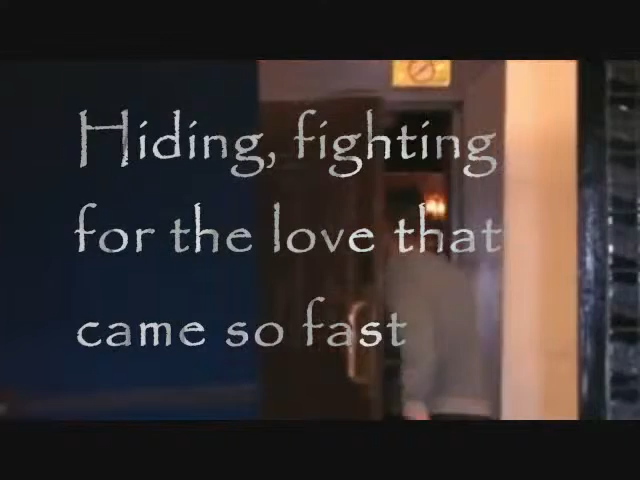 Hiding, fighting
for the love that
came so fast